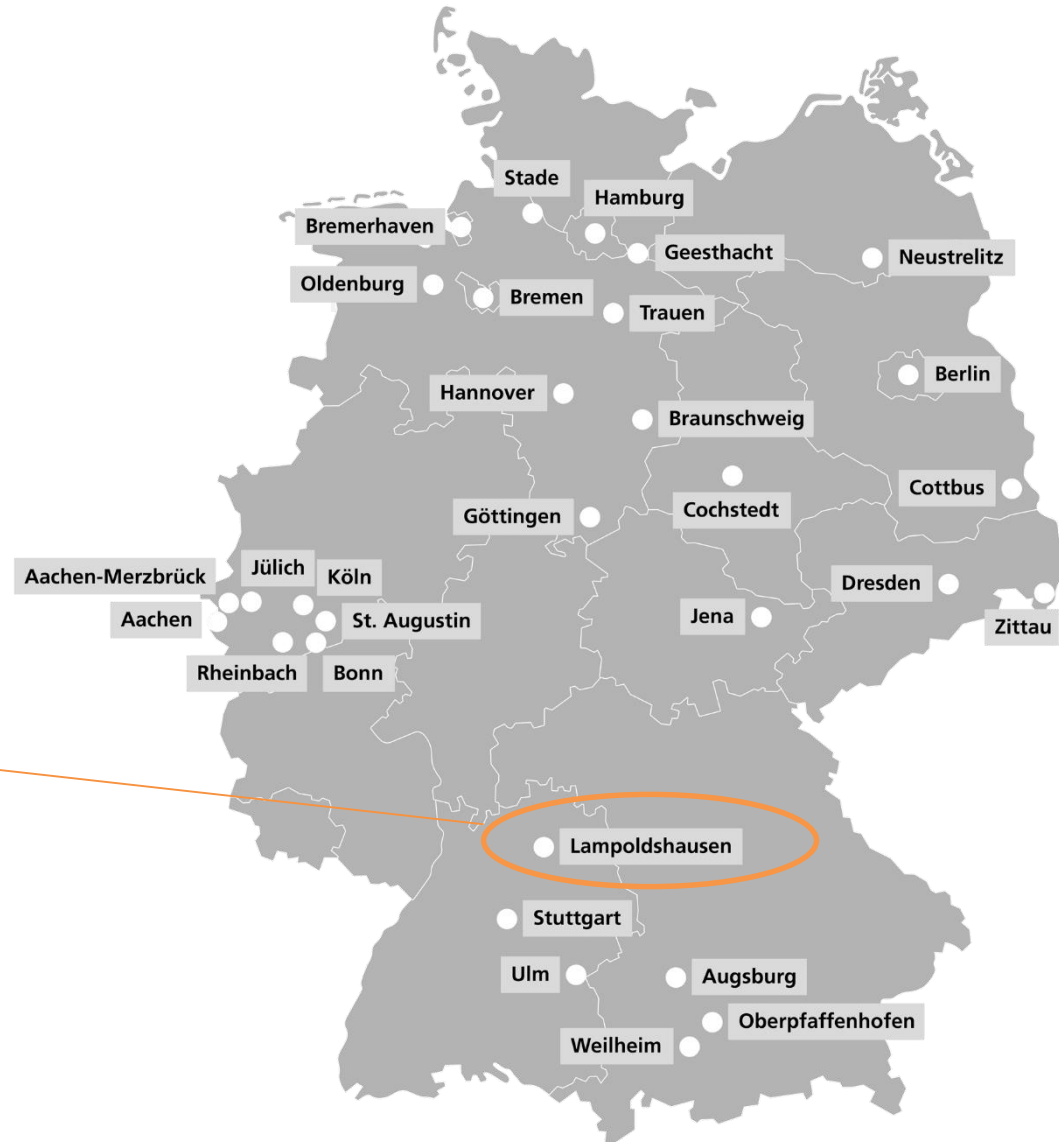 Stade
Hamburg
Bremerhaven
Geesthacht
Neustrelitz
Oldenburg
Bremen
Trauen
Berlin
Hannover
Braunschweig
Cottbus
Cochstedt
Göttingen
Jülich
Aachen-Merzbrück
Köln
Dresden
Aachen
St. Augustin
Jena
Zittau
Rheinbach
Bonn
Lampoldshausen
Stuttgart
Ulm
Augsburg
Oberpfaffenhofen
Weilheim